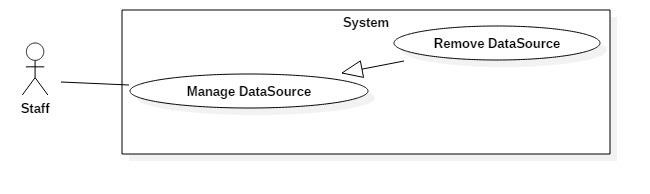 System
Remove DataSource
Manage DataSource
Staff